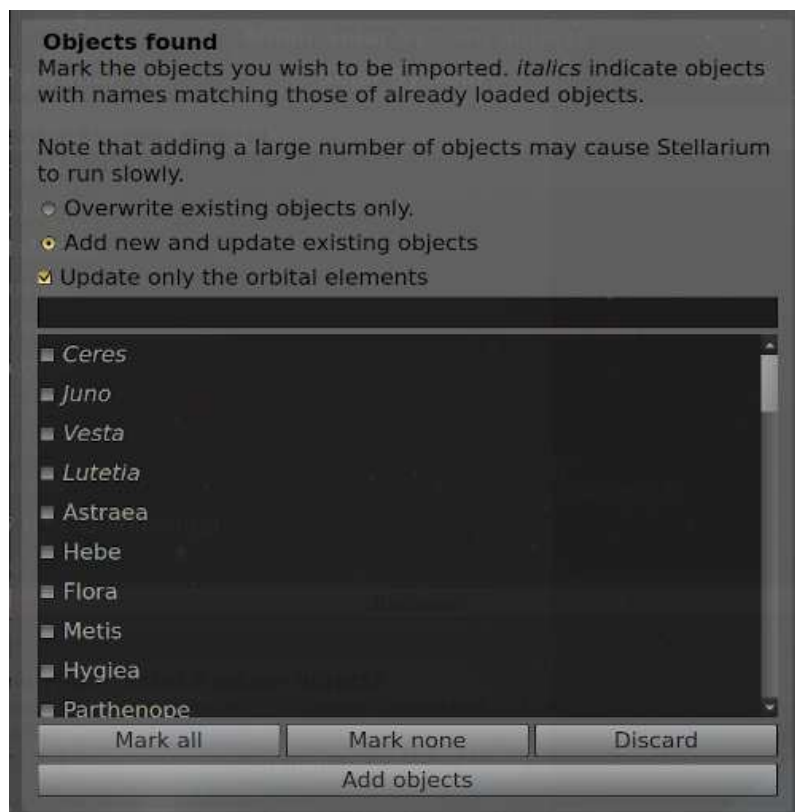 Objects found
Mark the objects you wish to be imported. italics indicate objects
with names matching those of already loaded objects.
Note that adding a large number of objects may cause Stellarium
to run slowly.
Overwrite existing objects only.
Add new and update existing objects
Update only the orbital elements
Ceres
Juno
Vesta
Lutetia
Astraea
Hebe
Flora
Metis
Hygiea
Parthenope
Mark all Mark none Discard
Add objects